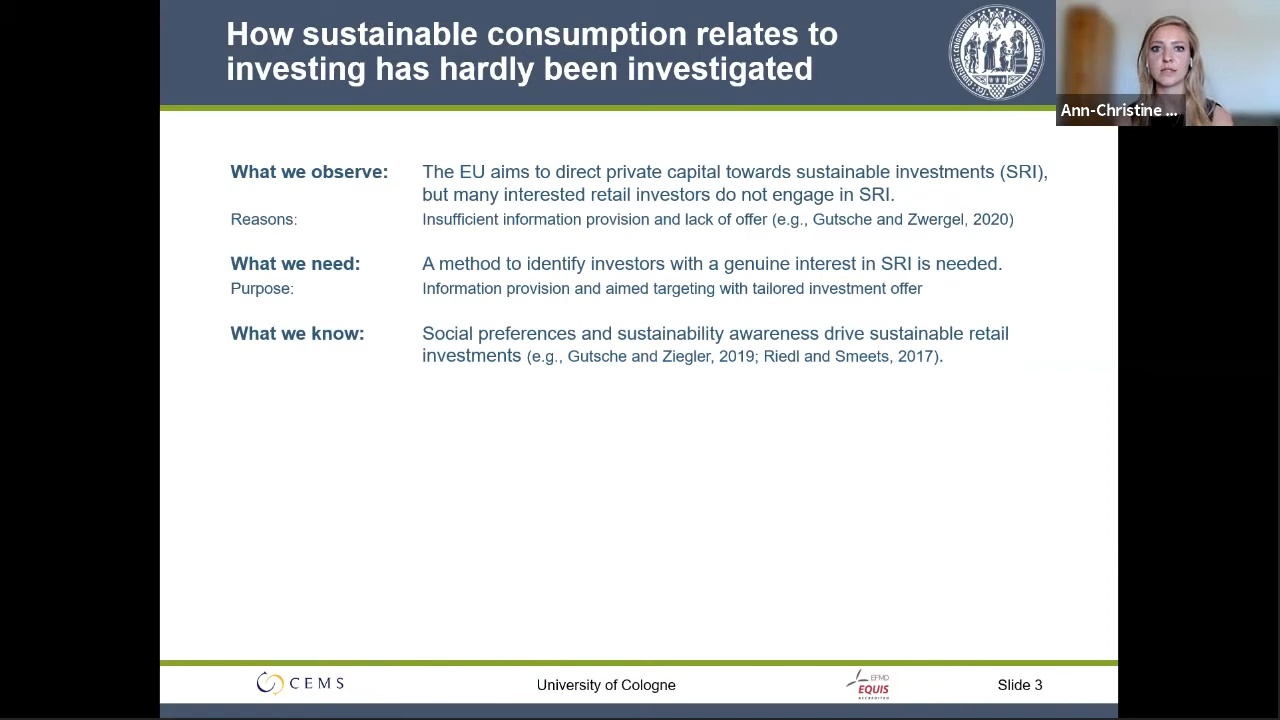 How sustainable consumption relates to
investing has hardly been investigated
Ann-Christine ...
What we observe: The EU aims to direct private capital towards sustainable investments (SRI),
but many interested retail investors do not engage in SRI.
Reasons: Insufficient information provision and lack of offer (e.g., Gutsche and Zwergel, 2020)
What we need: A method to identify investors with a genuine interest in SRI is needed.
Purpose: Information provision and aimed targeting with tailored investment offer
What we know: Social preferences and sustainability awareness drive sustainable retail
investments (e.g., Gutsche and Ziegler, 2019; Riedl and Smeets, 2017).
CEMS
University of Cologne
EFMD
EQUIS
ACCREDITED
Slide 3